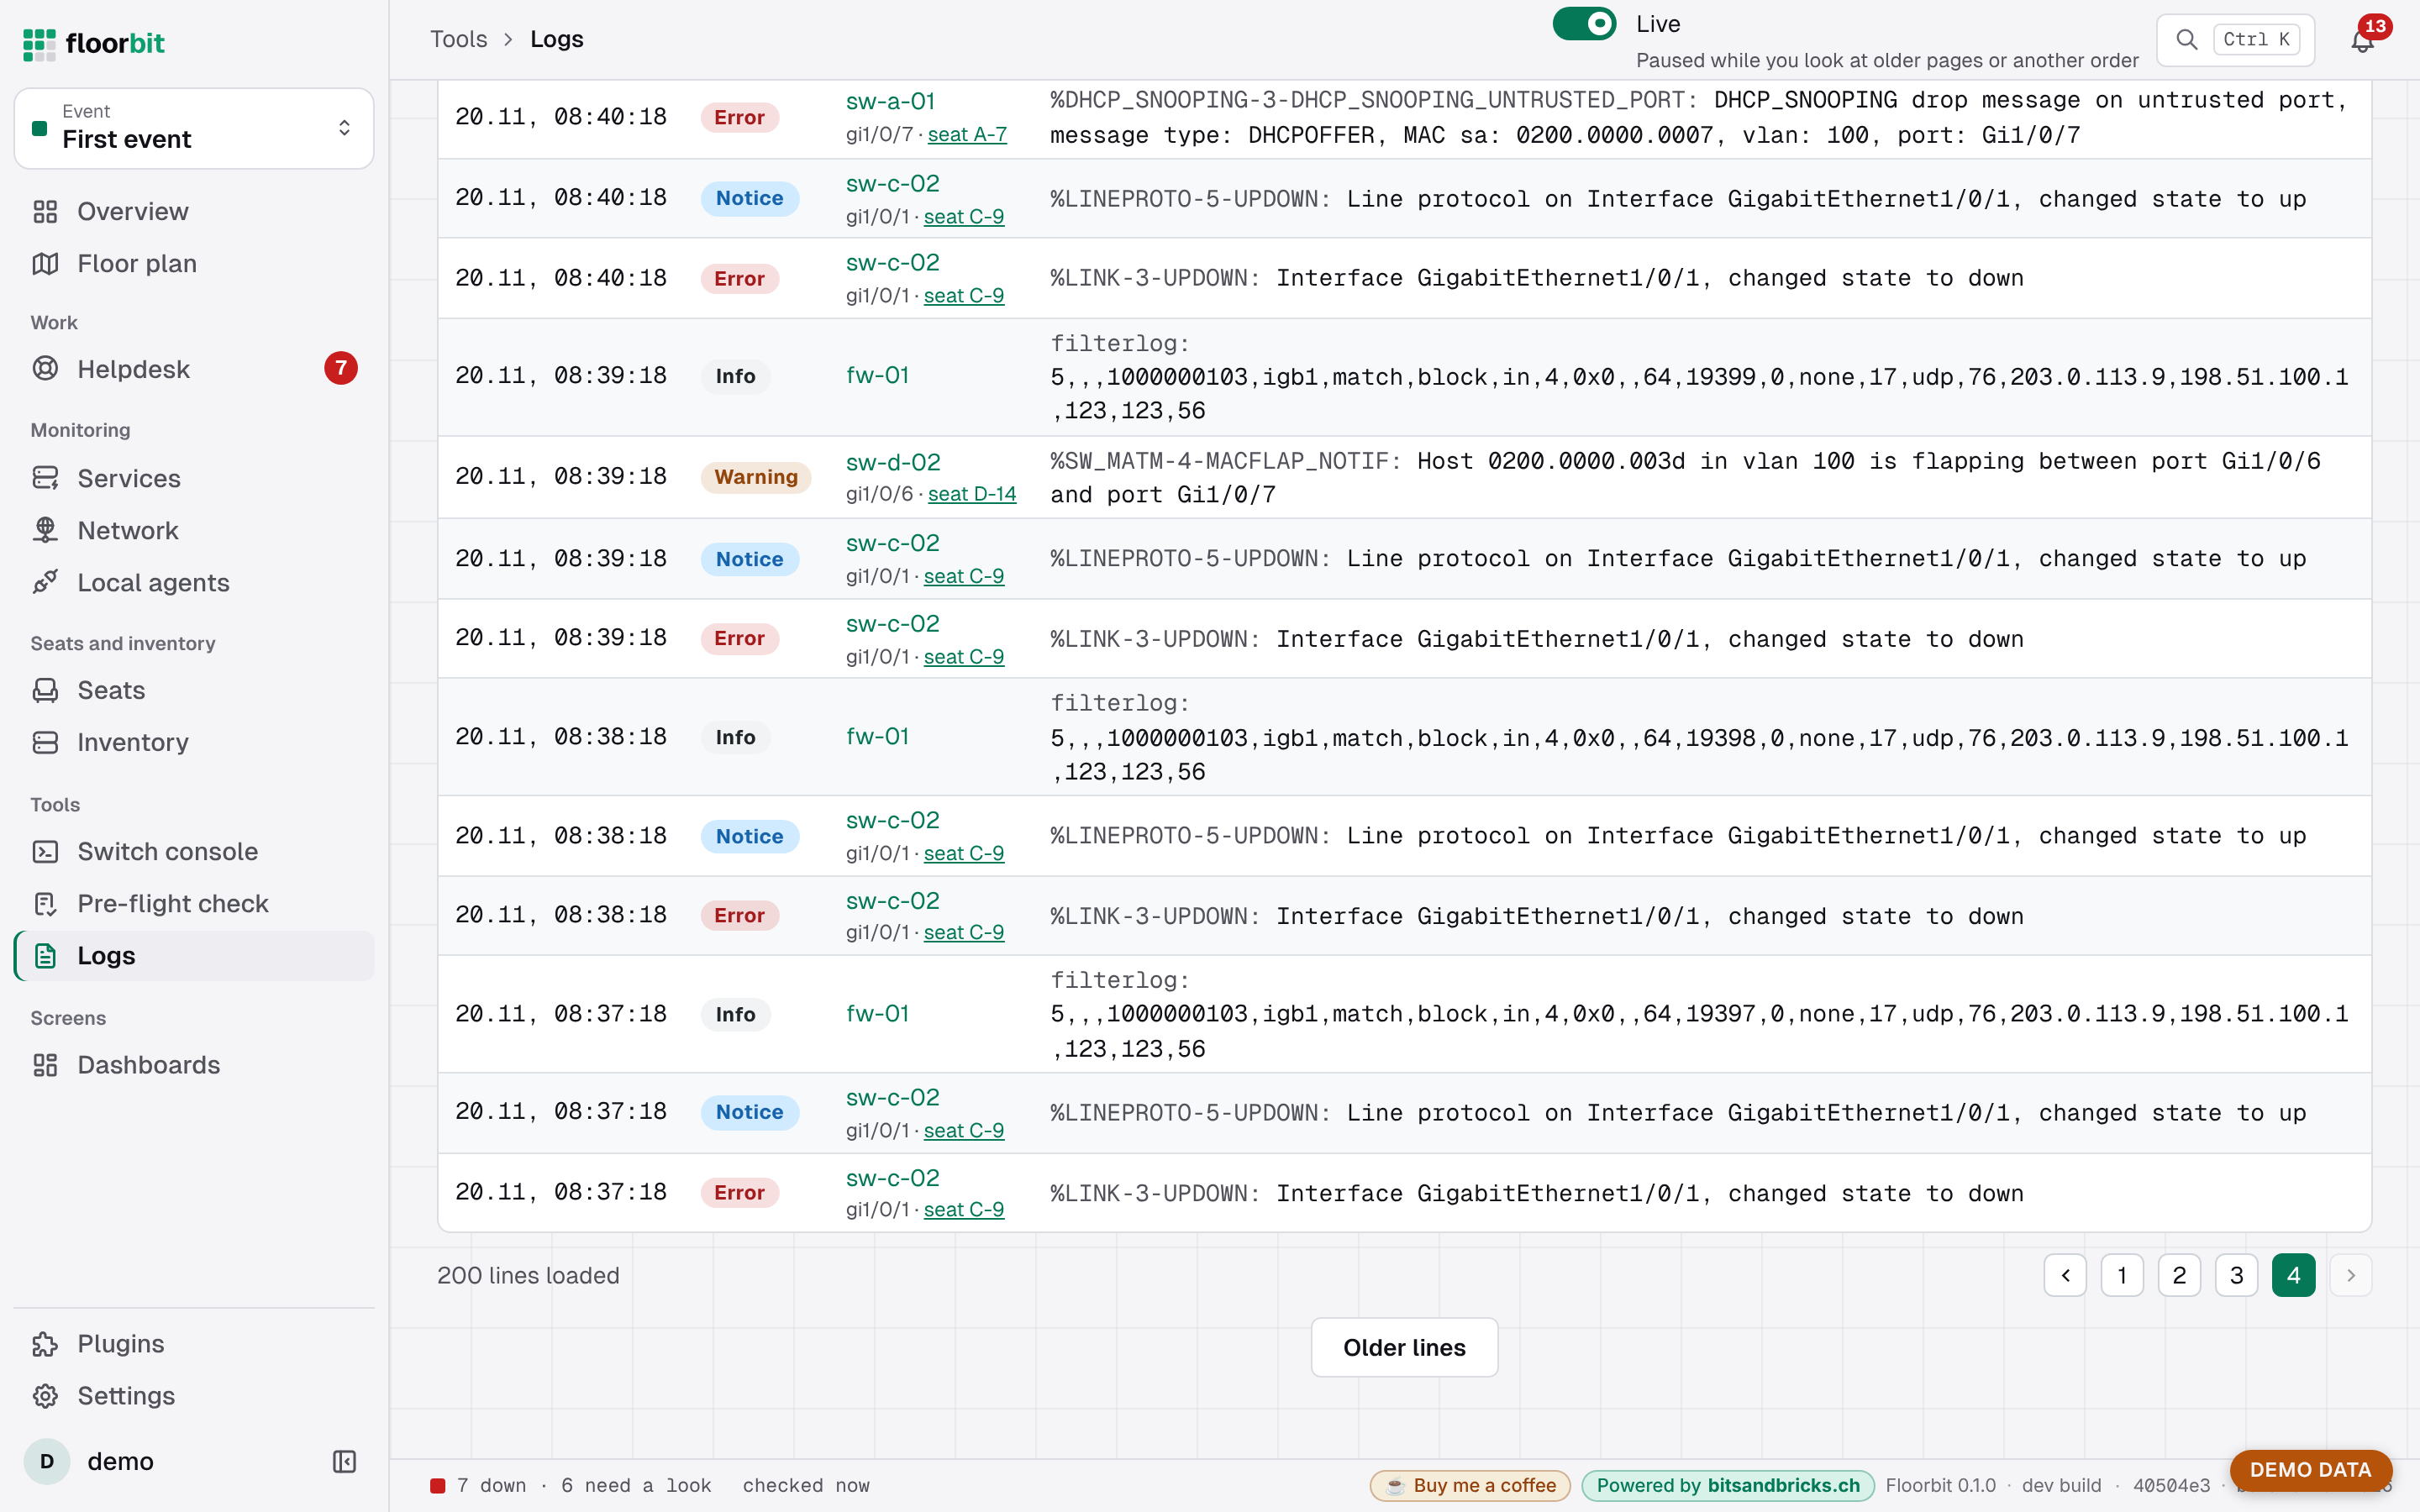 floorbit
Event
First event
Overview
Floor plan
Work
Helpdesk
7
Monitoring
Services
Network
Local agents
Seats and inventory
Seats
Inventory
Tools
Switch console
Pre-flight check
Logs
Screens
Dashboards
Plugins
Settings
D
demo
Tools > Logs
Live
Paused while you look at older pages or another order
Ctrl K
13
20.11, 08:40:18 Error sw-a-01 gi1/0/7 · seat A-7 %DHCP_SNOOPING-3-DHCP_SNOOPING_UNTRUSTED_PORT: DHCP_SNOOPING drop message on untrusted port,
message type: DHCPOFFER, MAC sa: 0200.0000.0007, vlan: 100, port: Gi1/0/7
20.11, 08:40:18 Notice sw-c-02 gi1/0/1 · seat C-9 %LINEPROTO-5-UPDOWN: Line protocol on Interface GigabitEthernet1/0/1, changed state to up
20.11, 08:40:18 Error sw-c-02 gi1/0/1 · seat C-9 %LINK-3-UPDOWN: Interface GigabitEthernet1/0/1, changed state to down
20.11, 08:39:18 Info fw-01 filterlog:
5,,,1000000103,igb1,match,block,in,4,0x0,,64,19399,0,none,17,udp,76,203.0.113.9,198.51.100.1
,123,123,56
20.11, 08:39:18 Warning sw-d-02 gi1/0/6 · seat D-14 %SW_MATM-4-MACFLAP_NOTIF: Host 0200.0000.003d in vlan 100 is flapping between port Gi1/0/6
and port Gi1/0/7
20.11, 08:39:18 Notice sw-c-02 gi1/0/1 · seat C-9 %LINEPROTO-5-UPDOWN: Line protocol on Interface GigabitEthernet1/0/1, changed state to up
20.11, 08:39:18 Error sw-c-02 gi1/0/1 · seat C-9 %LINK-3-UPDOWN: Interface GigabitEthernet1/0/1, changed state to down
20.11, 08:38:18 Info fw-01 filterlog:
5,,,1000000103,igb1,match,block,in,4,0x0,,64,19398,0,none,17,udp,76,203.0.113.9,198.51.100.1
,123,123,56
20.11, 08:38:18 Notice sw-c-02 gi1/0/1 · seat C-9 %LINEPROTO-5-UPDOWN: Line protocol on Interface GigabitEthernet1/0/1, changed state to up
20.11, 08:38:18 Error sw-c-02 gi1/0/1 · seat C-9 %LINK-3-UPDOWN: Interface GigabitEthernet1/0/1, changed state to down
20.11, 08:37:18 Info fw-01 filterlog:
5,,,1000000103,igb1,match,block,in,4,0x0,,64,19397,0,none,17,udp,76,203.0.113.9,198.51.100.1
,123,123,56
20.11, 08:37:18 Notice sw-c-02 gi1/0/1 · seat C-9 %LINEPROTO-5-UPDOWN: Line protocol on Interface GigabitEthernet1/0/1, changed state to up
20.11, 08:37:18 Error sw-c-02 gi1/0/1 · seat C-9 %LINK-3-UPDOWN: Interface GigabitEthernet1/0/1, changed state to down
200 lines loaded
1 2 3 4
Older lines
7 down · 6 need a look checked now
Buy me a coffee
Powered by bitsandbricks.ch
Floorbit 0.1.0 · dev build · 40504e3 ·
DEMO DATA